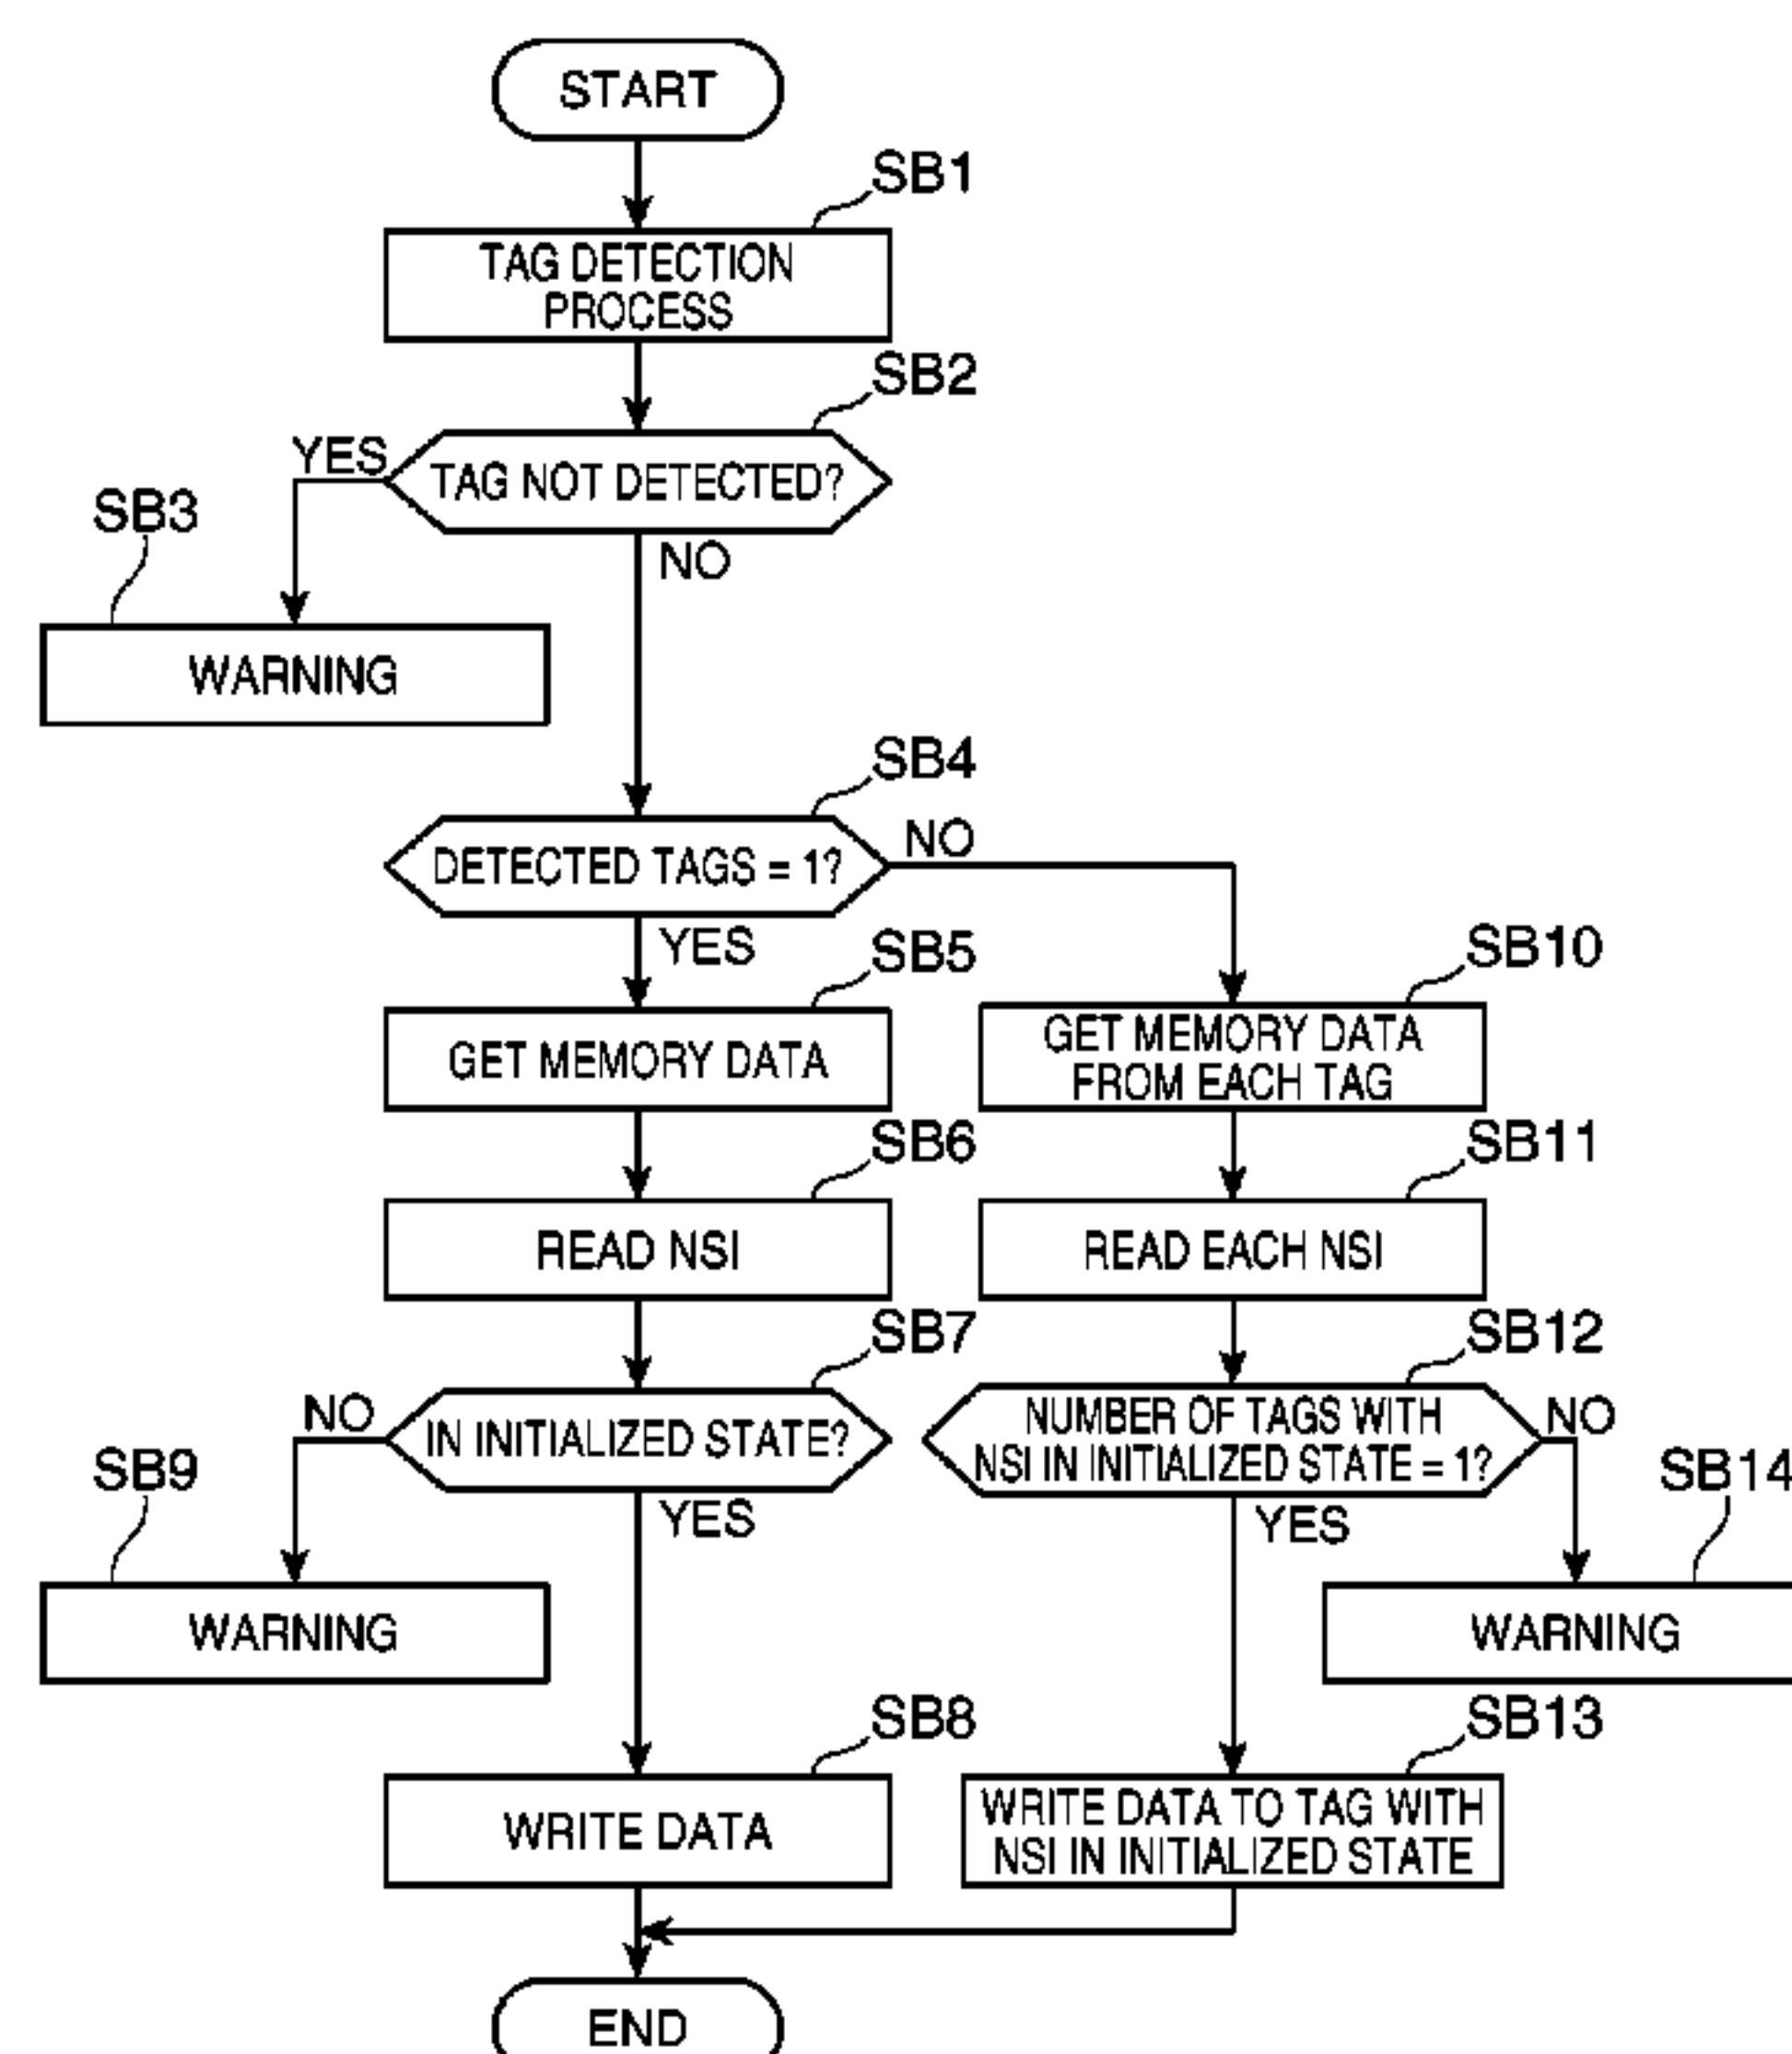 START
SB1
TAG DETECTION
PROCESS
SB2
YES
TAG NOT DETECTED?
SB3
NO
WARNING
SB4
DETECTED TAGS = 1?
NO
YES
SB5
SB10
GET MEMORY DATA
GET MEMORY DATA
FROM EACH TAG
SB6
SB11
READ NSI
READ EACH NSI
SB7
SB12
NO
IN INITIALIZED STATE?
NUMBER OF TAGS WITH
NSI IN INITIALIZED STATE = 1?
NO
SB9
YES
YES
SB14
WARNING
WARNING
SB8
SB13
WRITE DATA
WRITE DATA TO TAG WITH
NSI IN INITIALIZED STATE
END